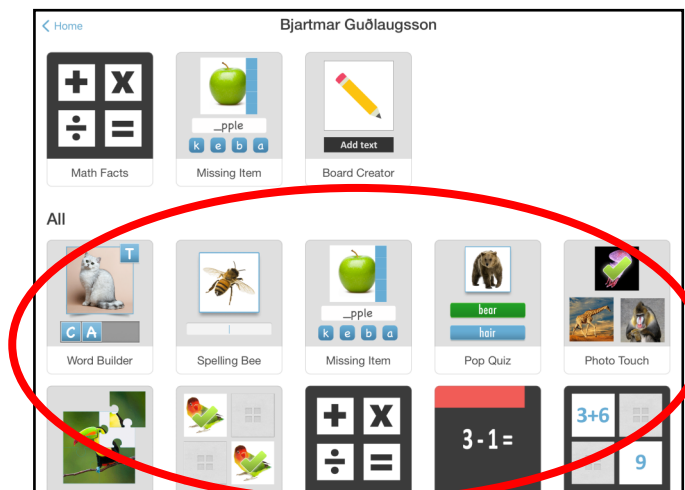 Home
Bjartmar Guðlaugsson
+ X
÷ =
_pple
k e b a
Add text
Math Facts
Missing Item
Board Creator
All
T
C A
_pple
k e b a
bear
hair
Word Builder
Spelling Bee
Missing Item
Pop Quiz
Photo Touch
+ X
÷ =
3-1=
3+6
9